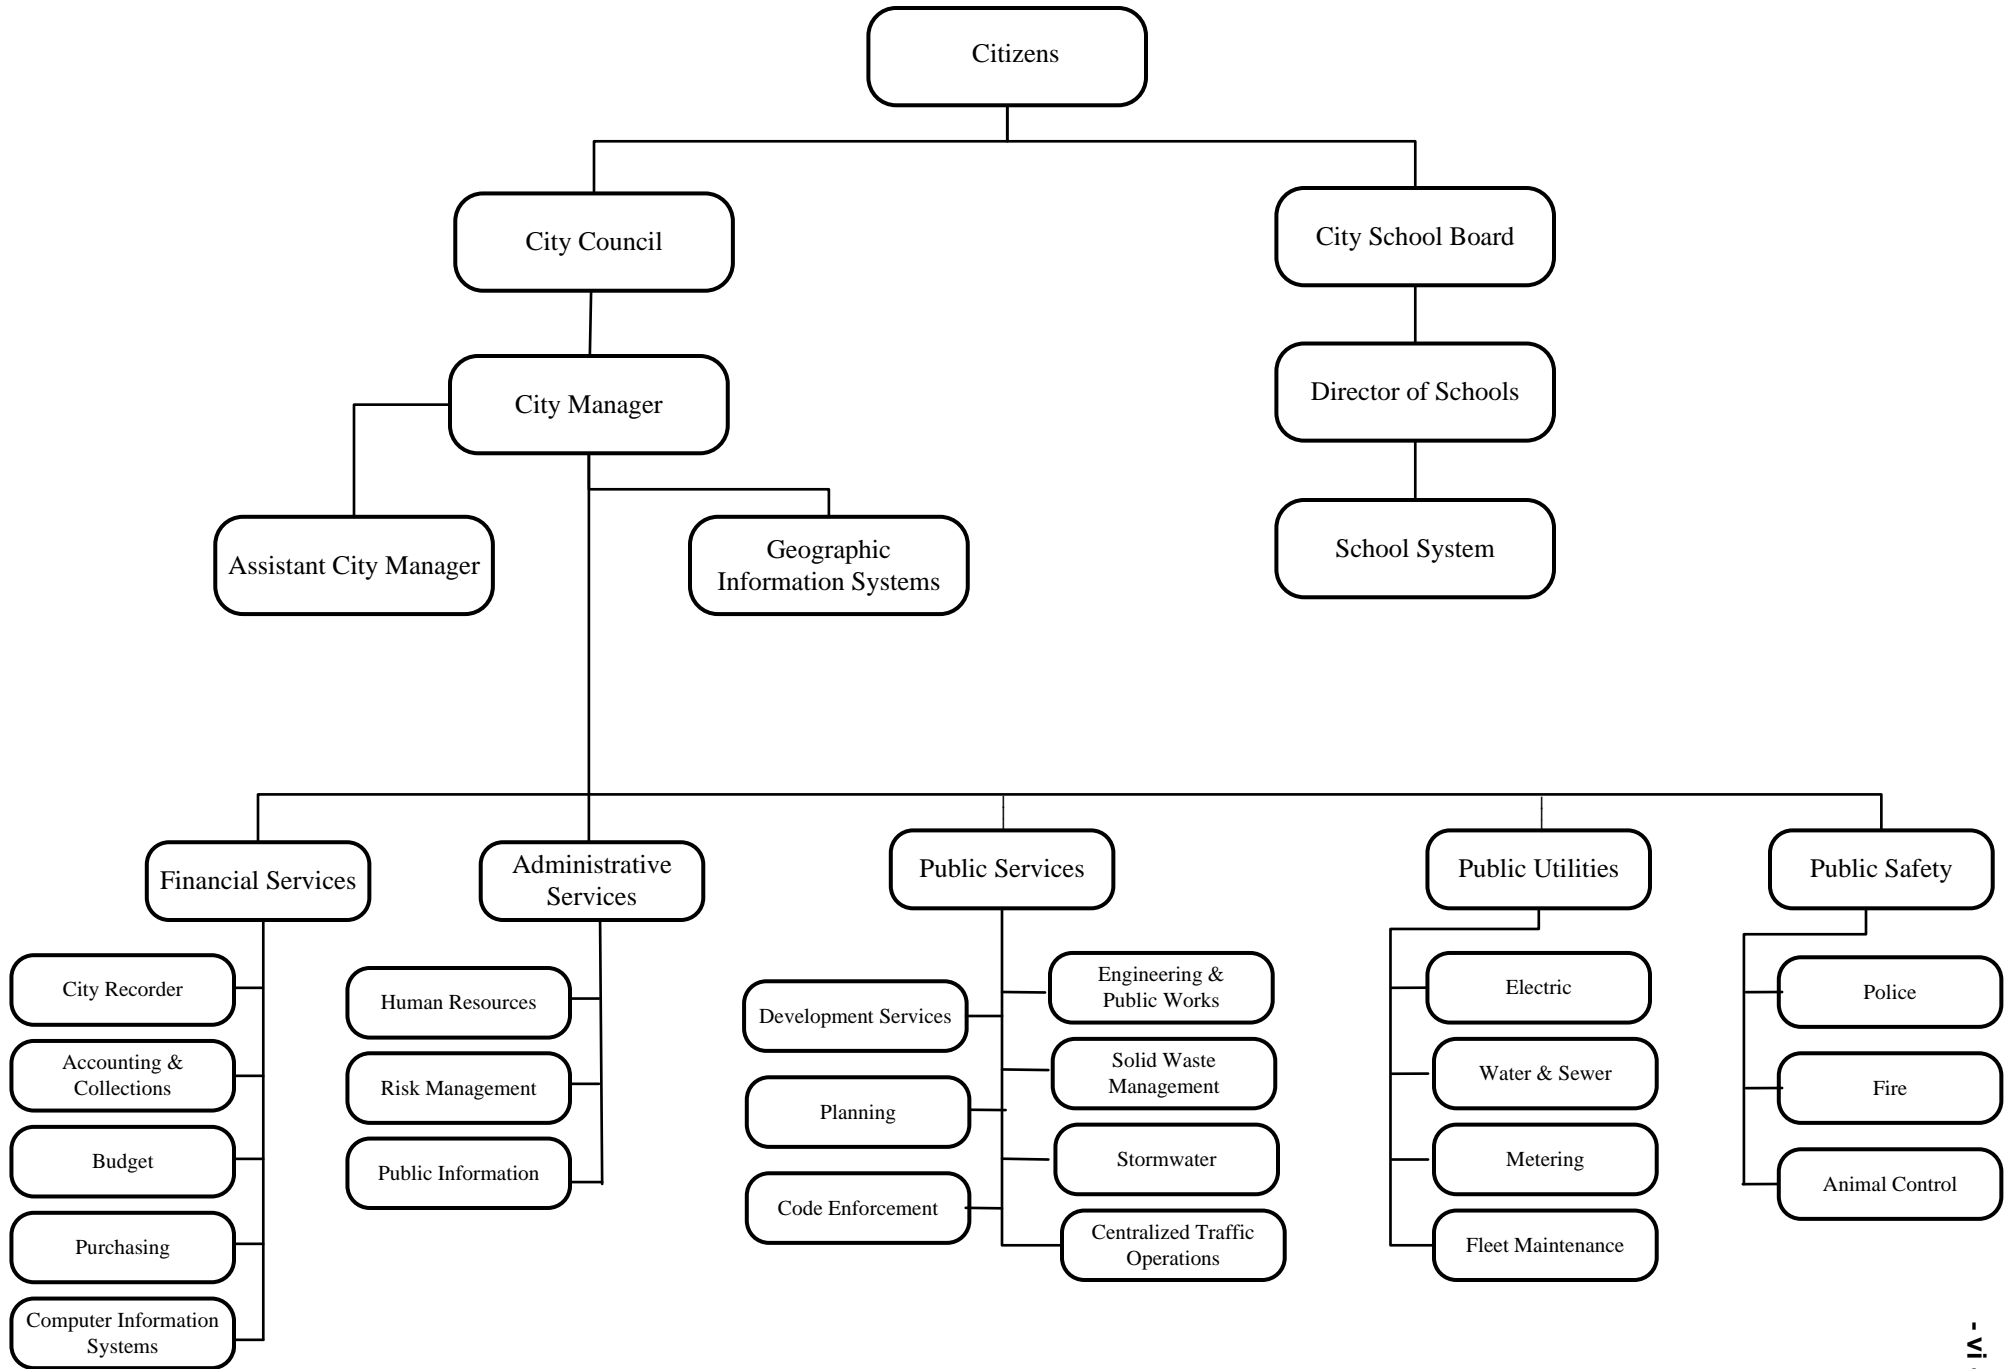 Citizens
City Council
City School Board
City Manager
Director of Schools
Assistant City Manager
Geographic
Information Systems
School System
Financial Services
Administrative
Services
Public Services
Public Utilities
Public Safety
City Recorder
Accounting &
Collections
Budget
Purchasing
Computer Information
Systems
Human Resources
Risk Management
Public Information
Development Services
Planning
Code Enforcement
Engineering &
Public Works
Solid Waste
Management
Stormwater
Centralized Traffic
Operations
Electric
Water & Sewer
Metering
Fleet Maintenance
Police
Fire
Animal Control
- vi